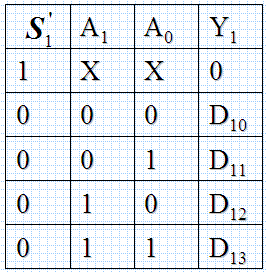 S₁' A₁ A₀ Y₁
1 X X 0
0 0 0 D₁₀
0 0 1 D₁₁
0 1 0 D₁₂
0 1 1 D₁₃